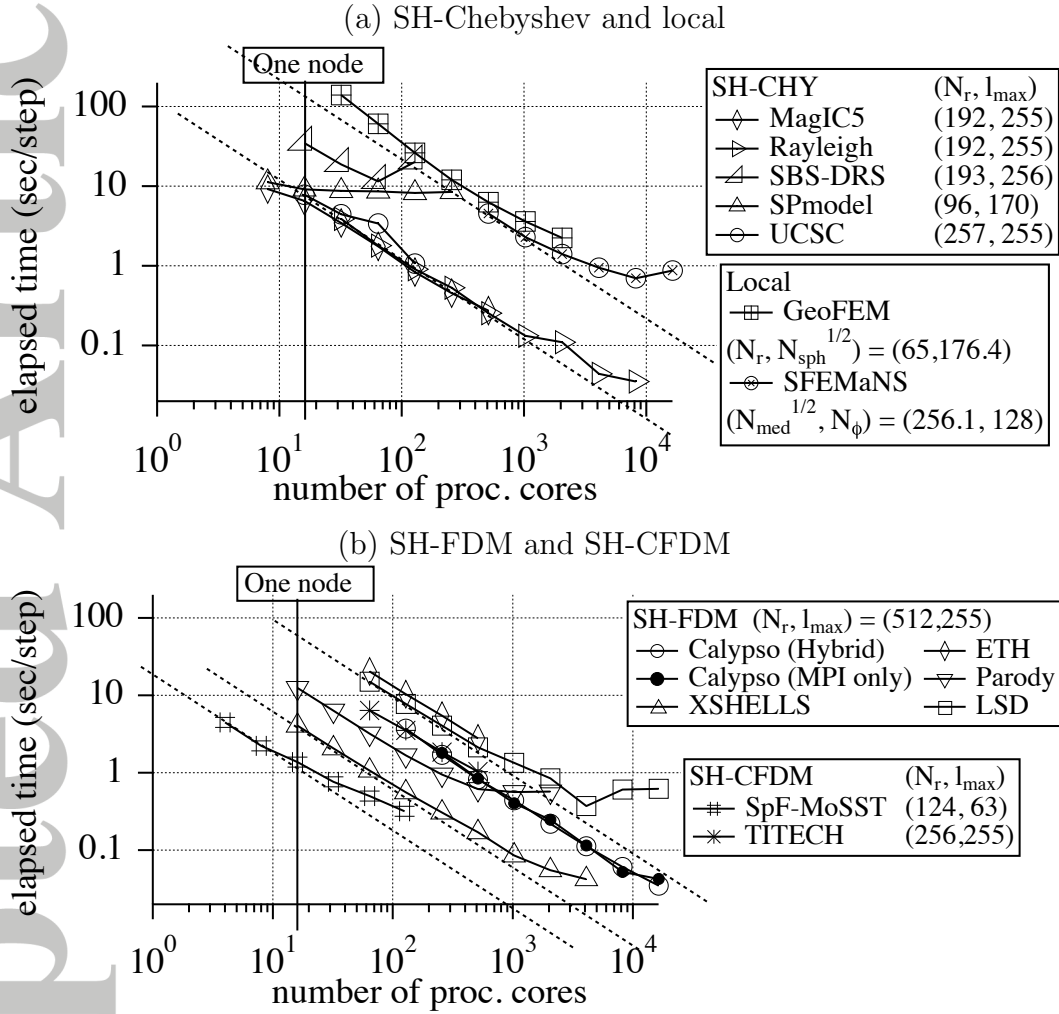 (a) SH-Chebyshev and local
One node
elapsed time (sec/step)
100
10
1
0.1
10^0
10^1
10^2
10^3
10^4
number of proc. cores
SH-CHY (N_r, l_max)
MagIC5 (192, 255)
Rayleigh (192, 255)
SBS-DRS (193, 256)
SPmodel (96, 170)
UCSC (257, 255)
Local
GeoFEM
(N_r, N_sph^1/2) = (65,176.4)
SFEMaNS
(N_med^1/2, N_ϕ) = (256.1, 128)
(b) SH-FDM and SH-CFDM
One node
elapsed time (sec/step)
100
10
1
0.1
10^0
10^1
10^2
10^3
10^4
number of proc. cores
SH-FDM (N_r, l_max) = (512,255)
Calypso (Hybrid) ETH
Calypso (MPI only) Parody
XSHELLS LSD
SH-CFDM (N_r, l_max)
SpF-MoSST (124, 63)
TITECH (256,255)